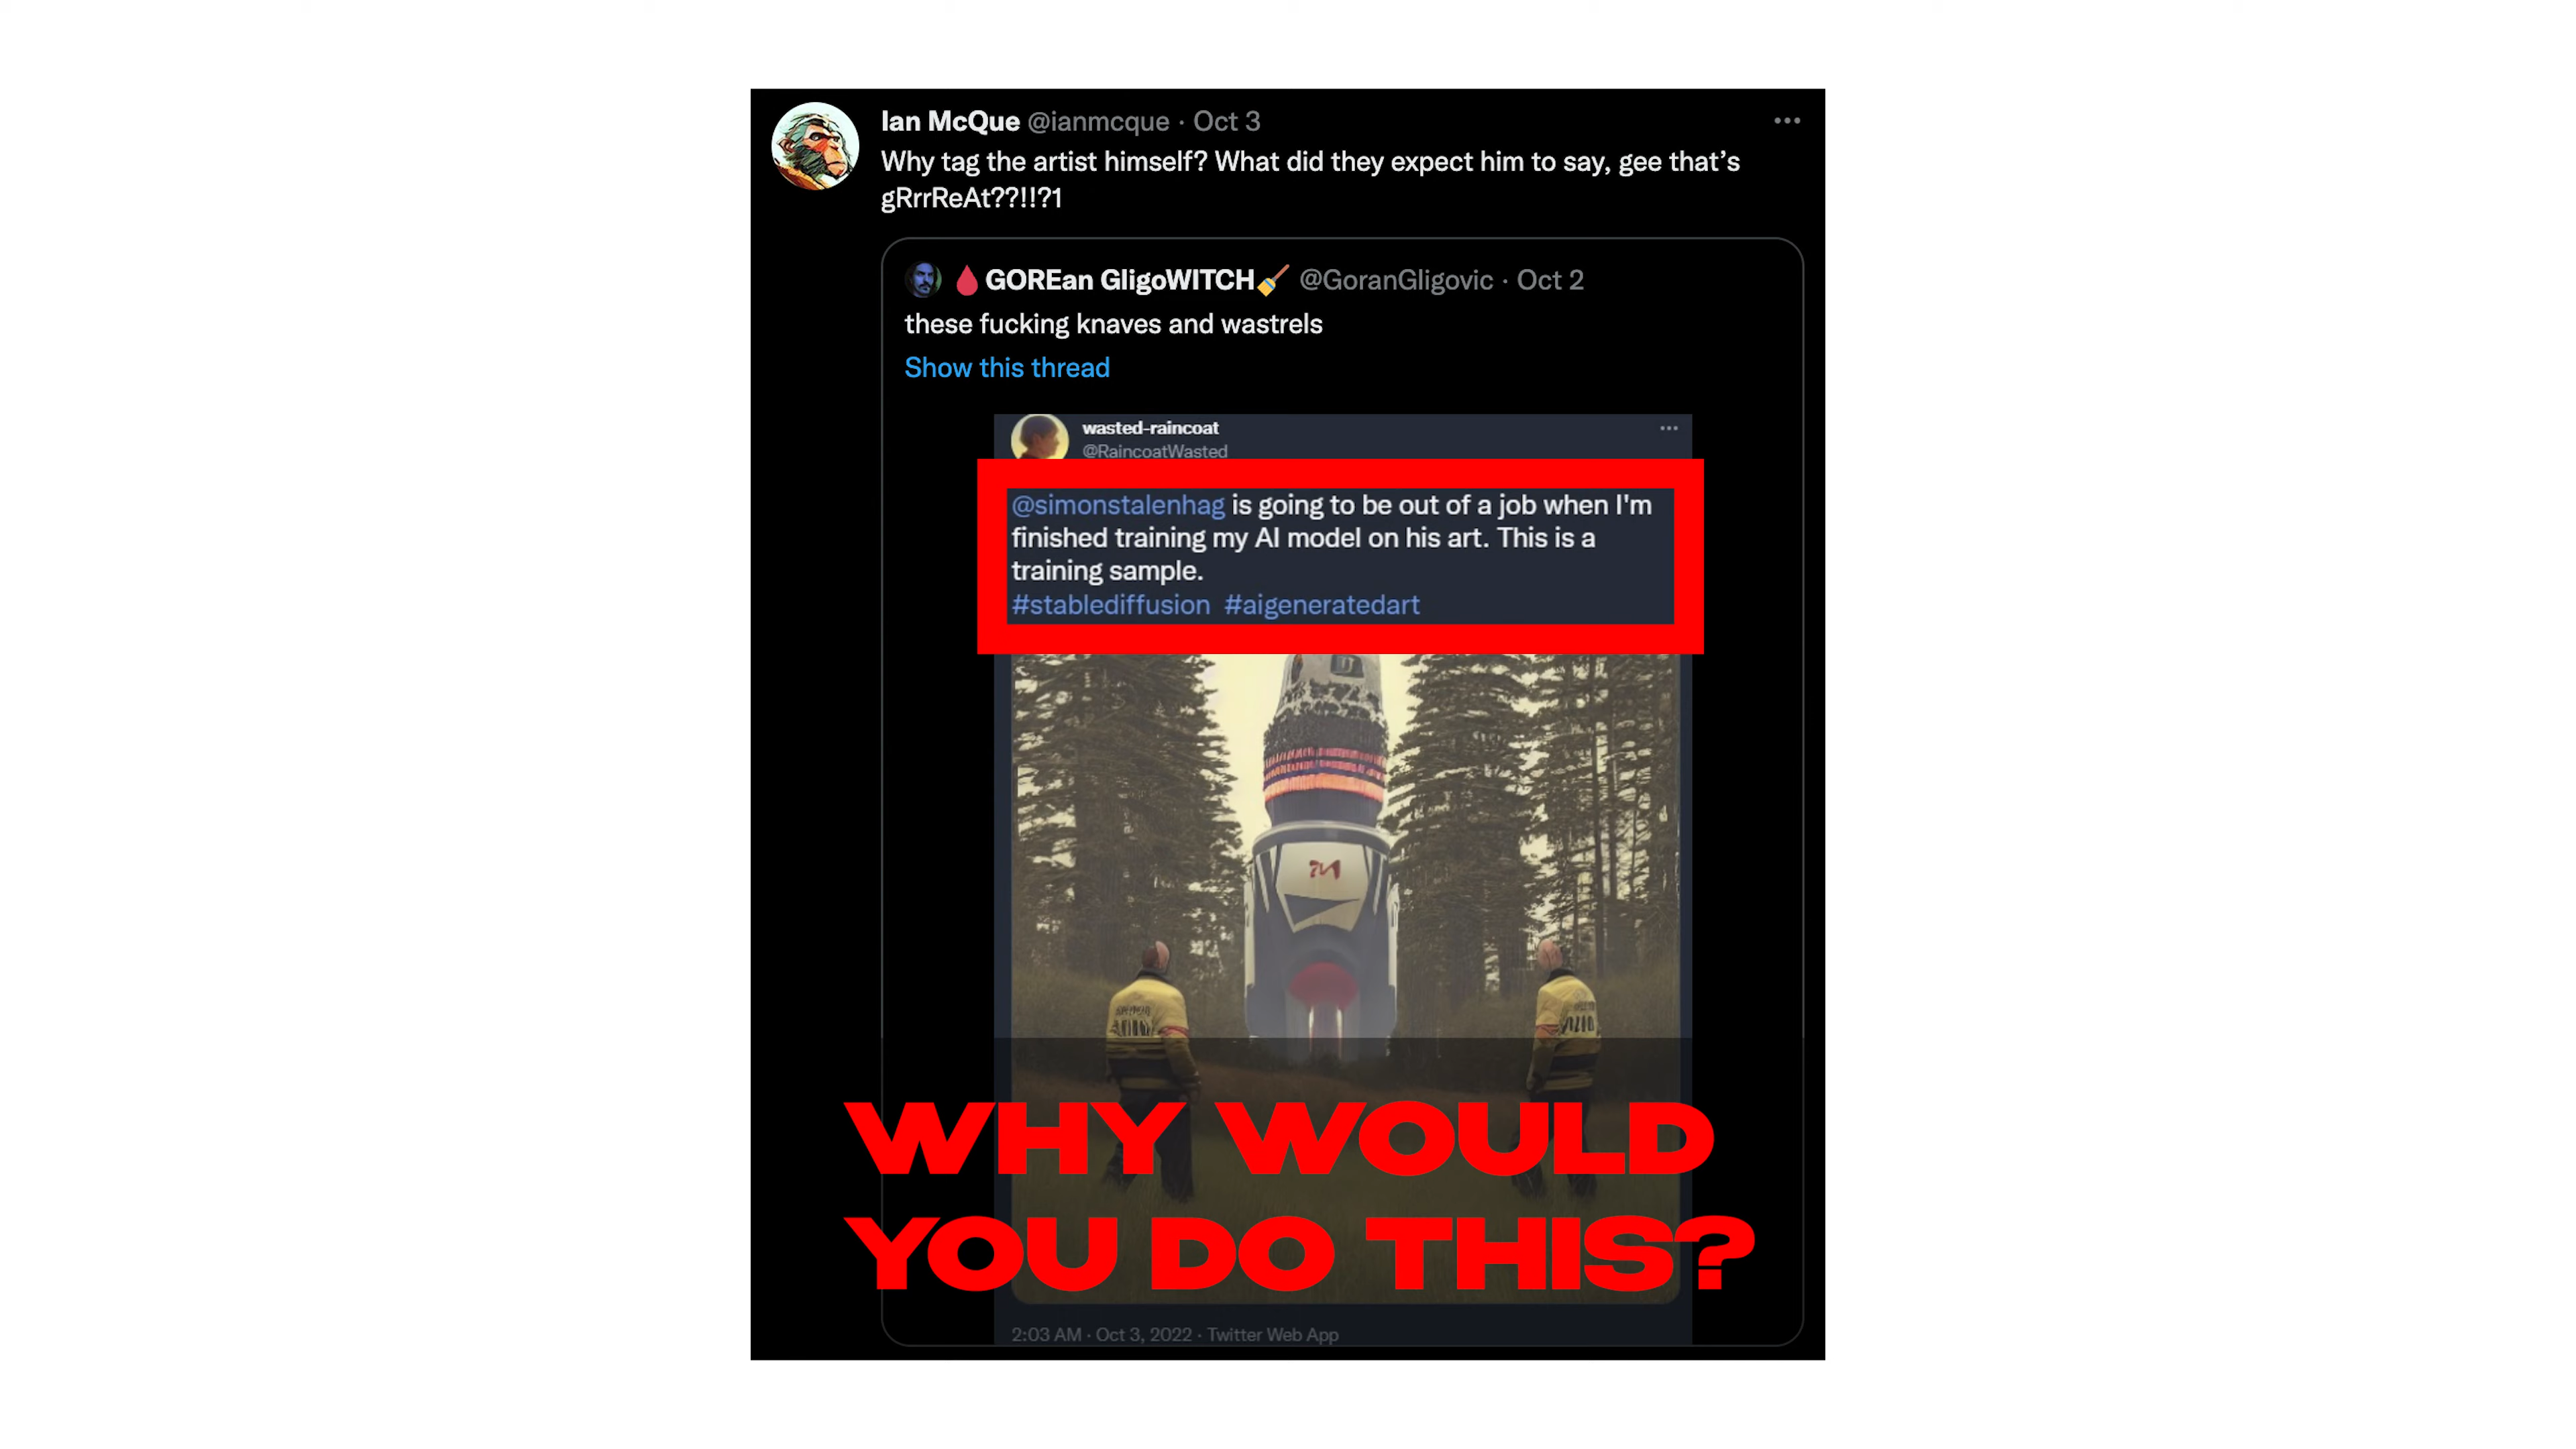 Ian McQue @ianmcque · Oct 3
Why tag the artist himself? What did they expect him to say, gee that’s
gRrrReAt??!!?1
GOREan GligoWITCH @GoranGligovic · Oct 2
these fucking knaves and wastrels
Show this thread
wasted-raincoat
@RaincoatWasted
@simonstalenhag is going to be out of a job when I'm
finished training my AI model on his art. This is a
training sample.
#stablediffusion #aigeneratedart
WHY WOULD
YOU DO THIS?
2:03 AM · Oct 3, 2022 · Twitter Web App